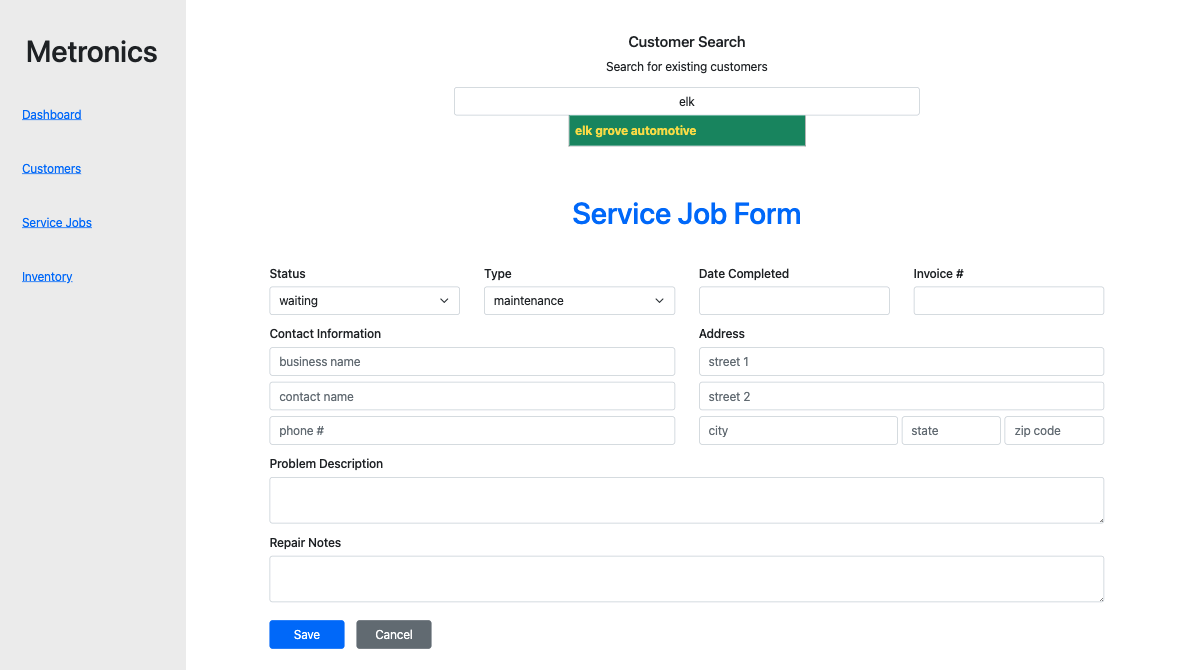 Metronics
Dashboard
Customers
Service Jobs
Inventory
Customer Search
Search for existing customers
elk
elk grove automotive
Service Job Form
Status Type Date Completed Invoice #
waiting maintenance
Contact Information Address
business name street 1
contact name street 2
phone # city state zip code
Problem Description
Repair Notes
Save Cancel